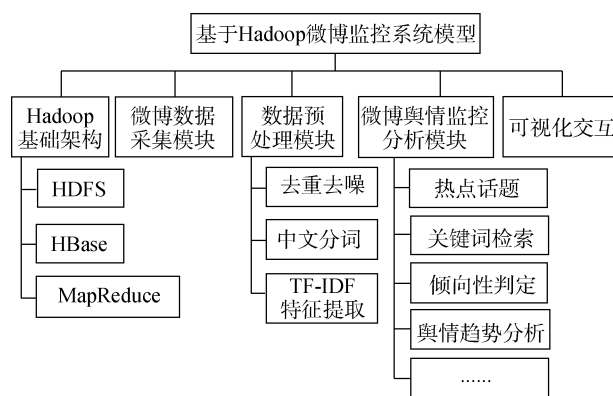 基于Hadoop微博监控系统模型
Hadoop
基础架构
微博数据
采集模块
数据预
处理模块
微博舆情监控
分析模块
可视化交互
HDFS
HBase
MapReduce
去重去噪
中文分词
TF-IDF
特征提取
热点话题
关键词检索
倾向性判定
舆情趋势分析
......